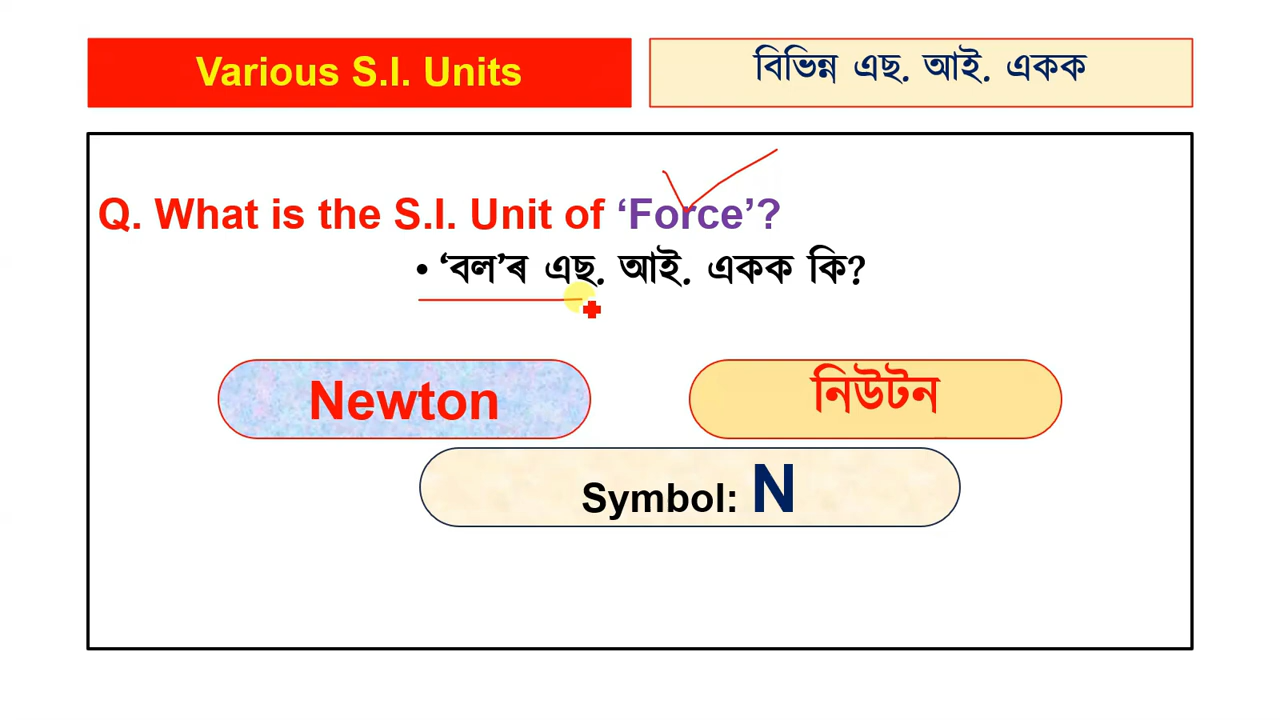 Various S.I. Units
বিভিন্ন এছ. আই. একক
Q. What is the S.I. Unit of ‘Force’?
• ‘বল’ৰ এছ. আই. একক কি?
Newton
নিউটন
Symbol: N